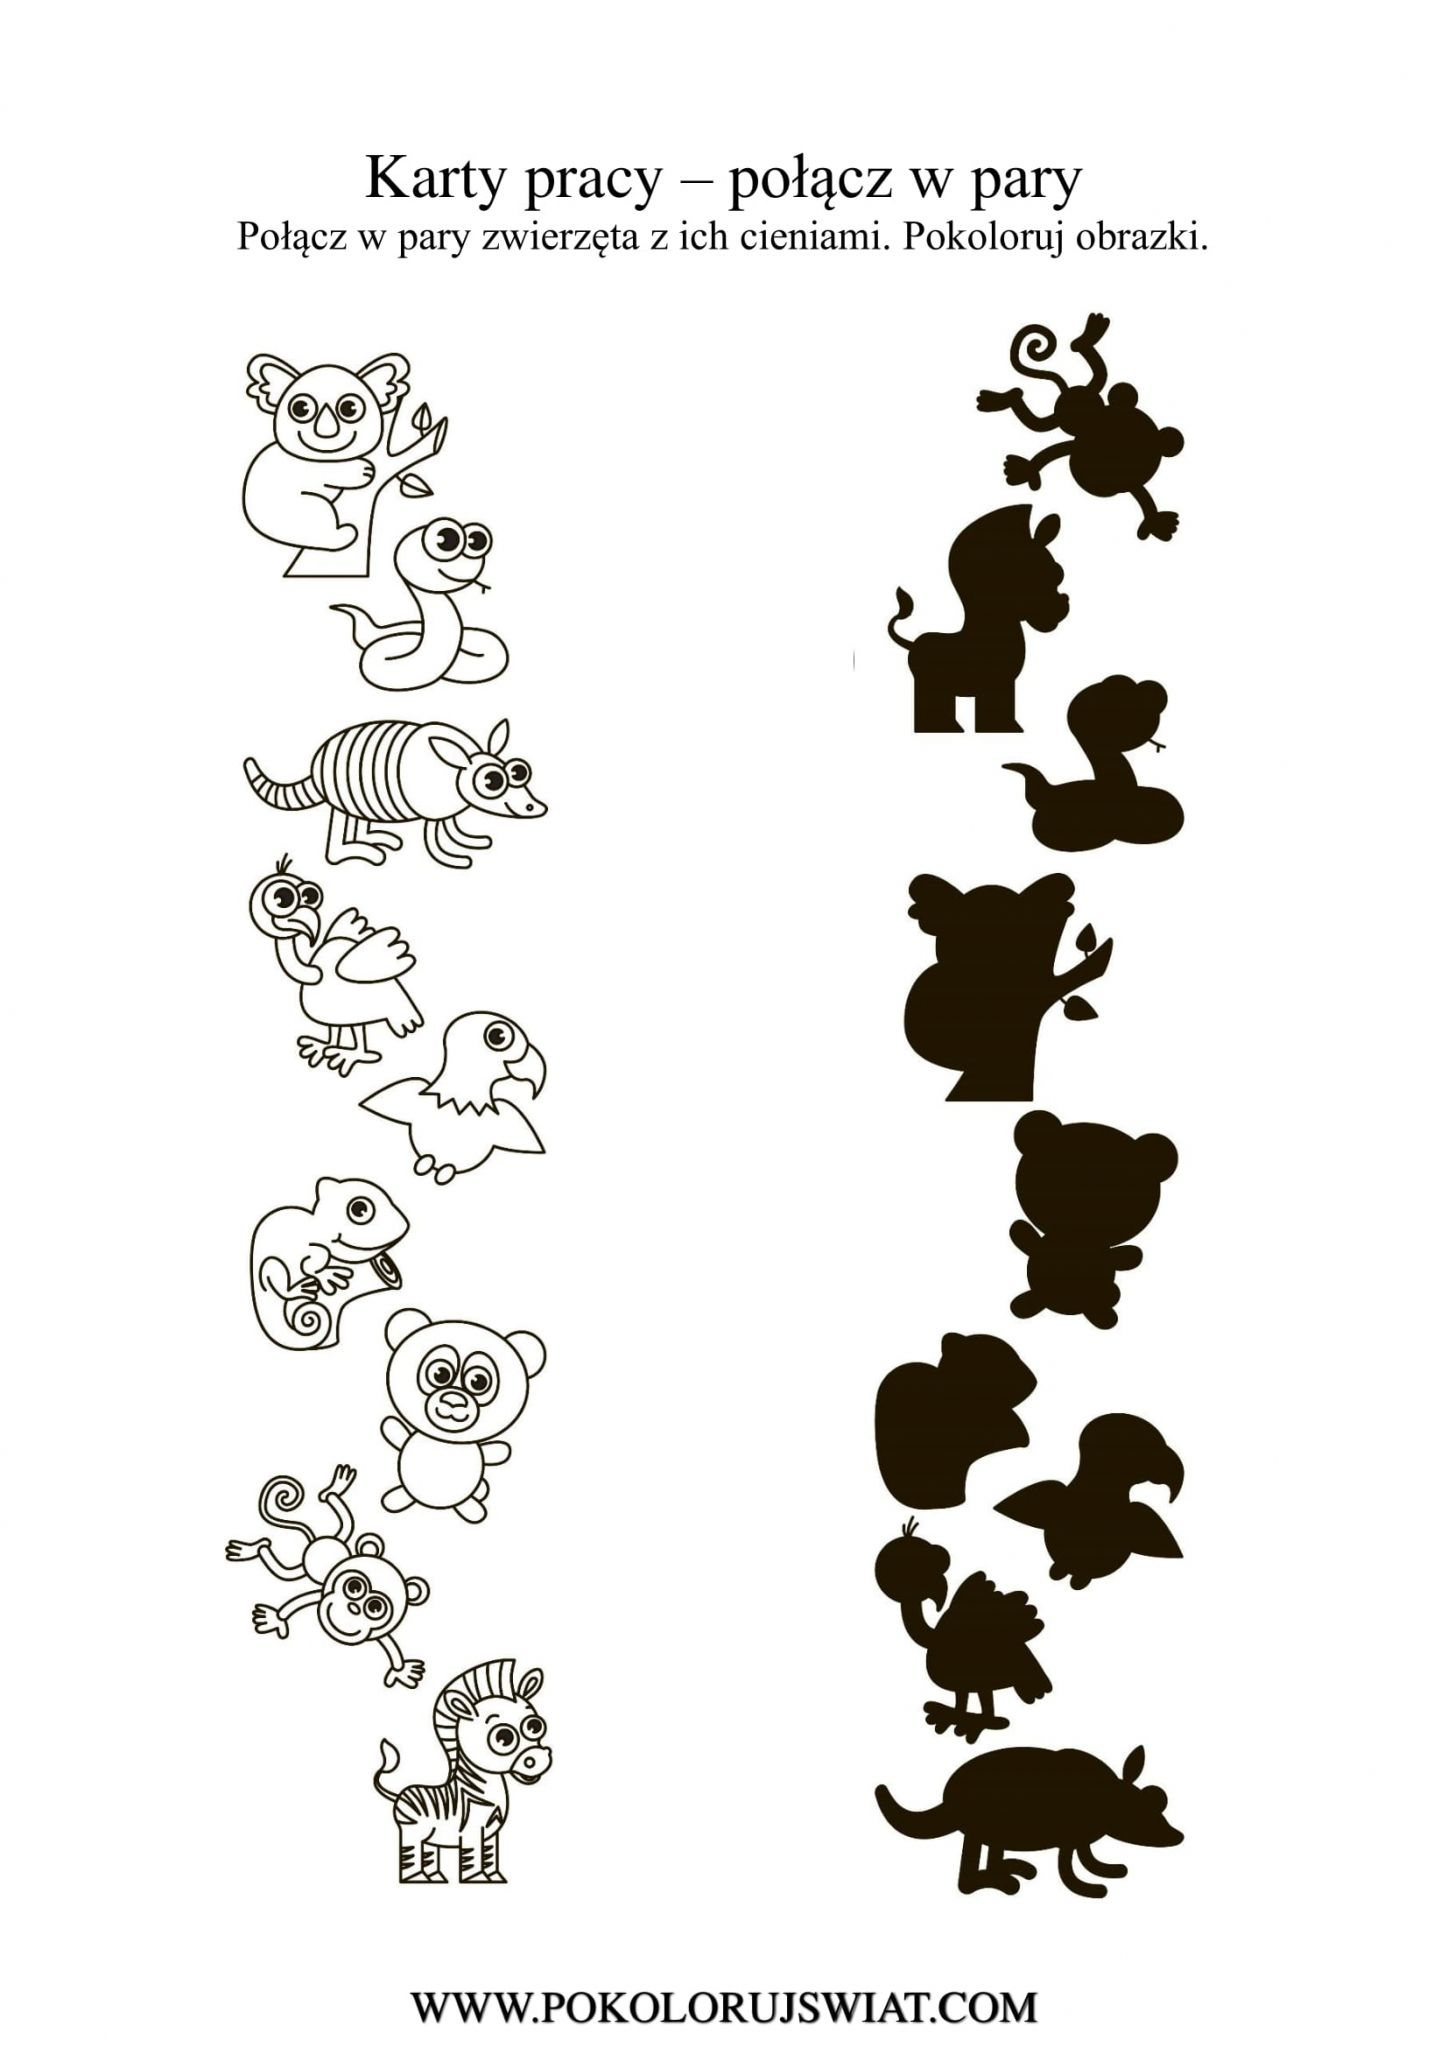 Karty pracy – połącz w pary
Połącz w pary zwierzęta z ich cieniami. Pokoloruj obrazki.
WWW.POKOLORUJSWIAT.COM